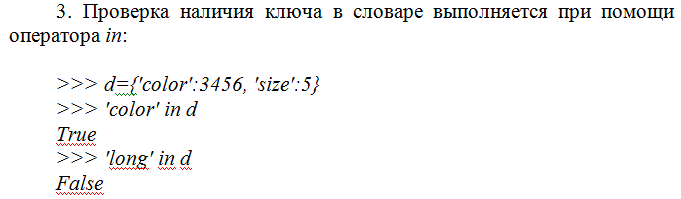 3. Проверка наличия ключа в словаре выполняется при помощи
оператора in:
>>> d={'color':3456, 'size':5}
>>> 'color' in d
True
>>> 'long' in d
False